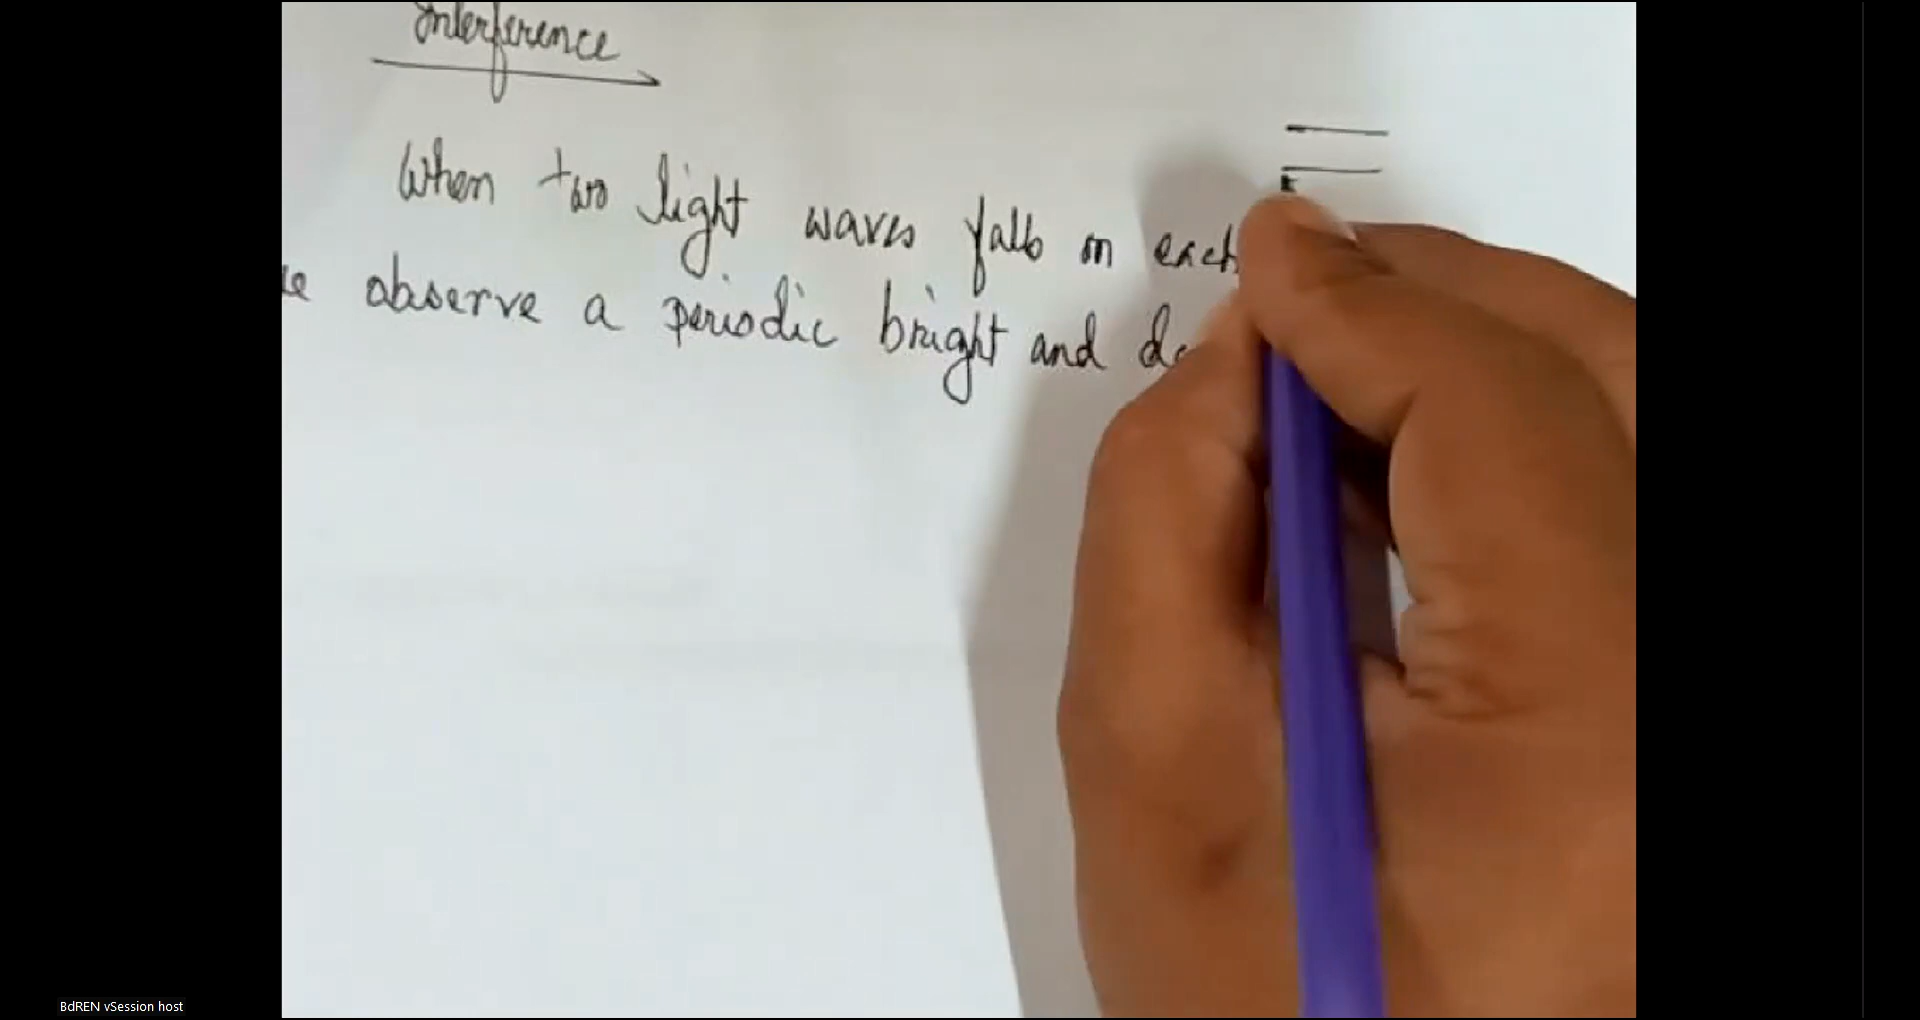 Interference
When two light waves falls on each
observe a periodic bright and
BdREN vSession host